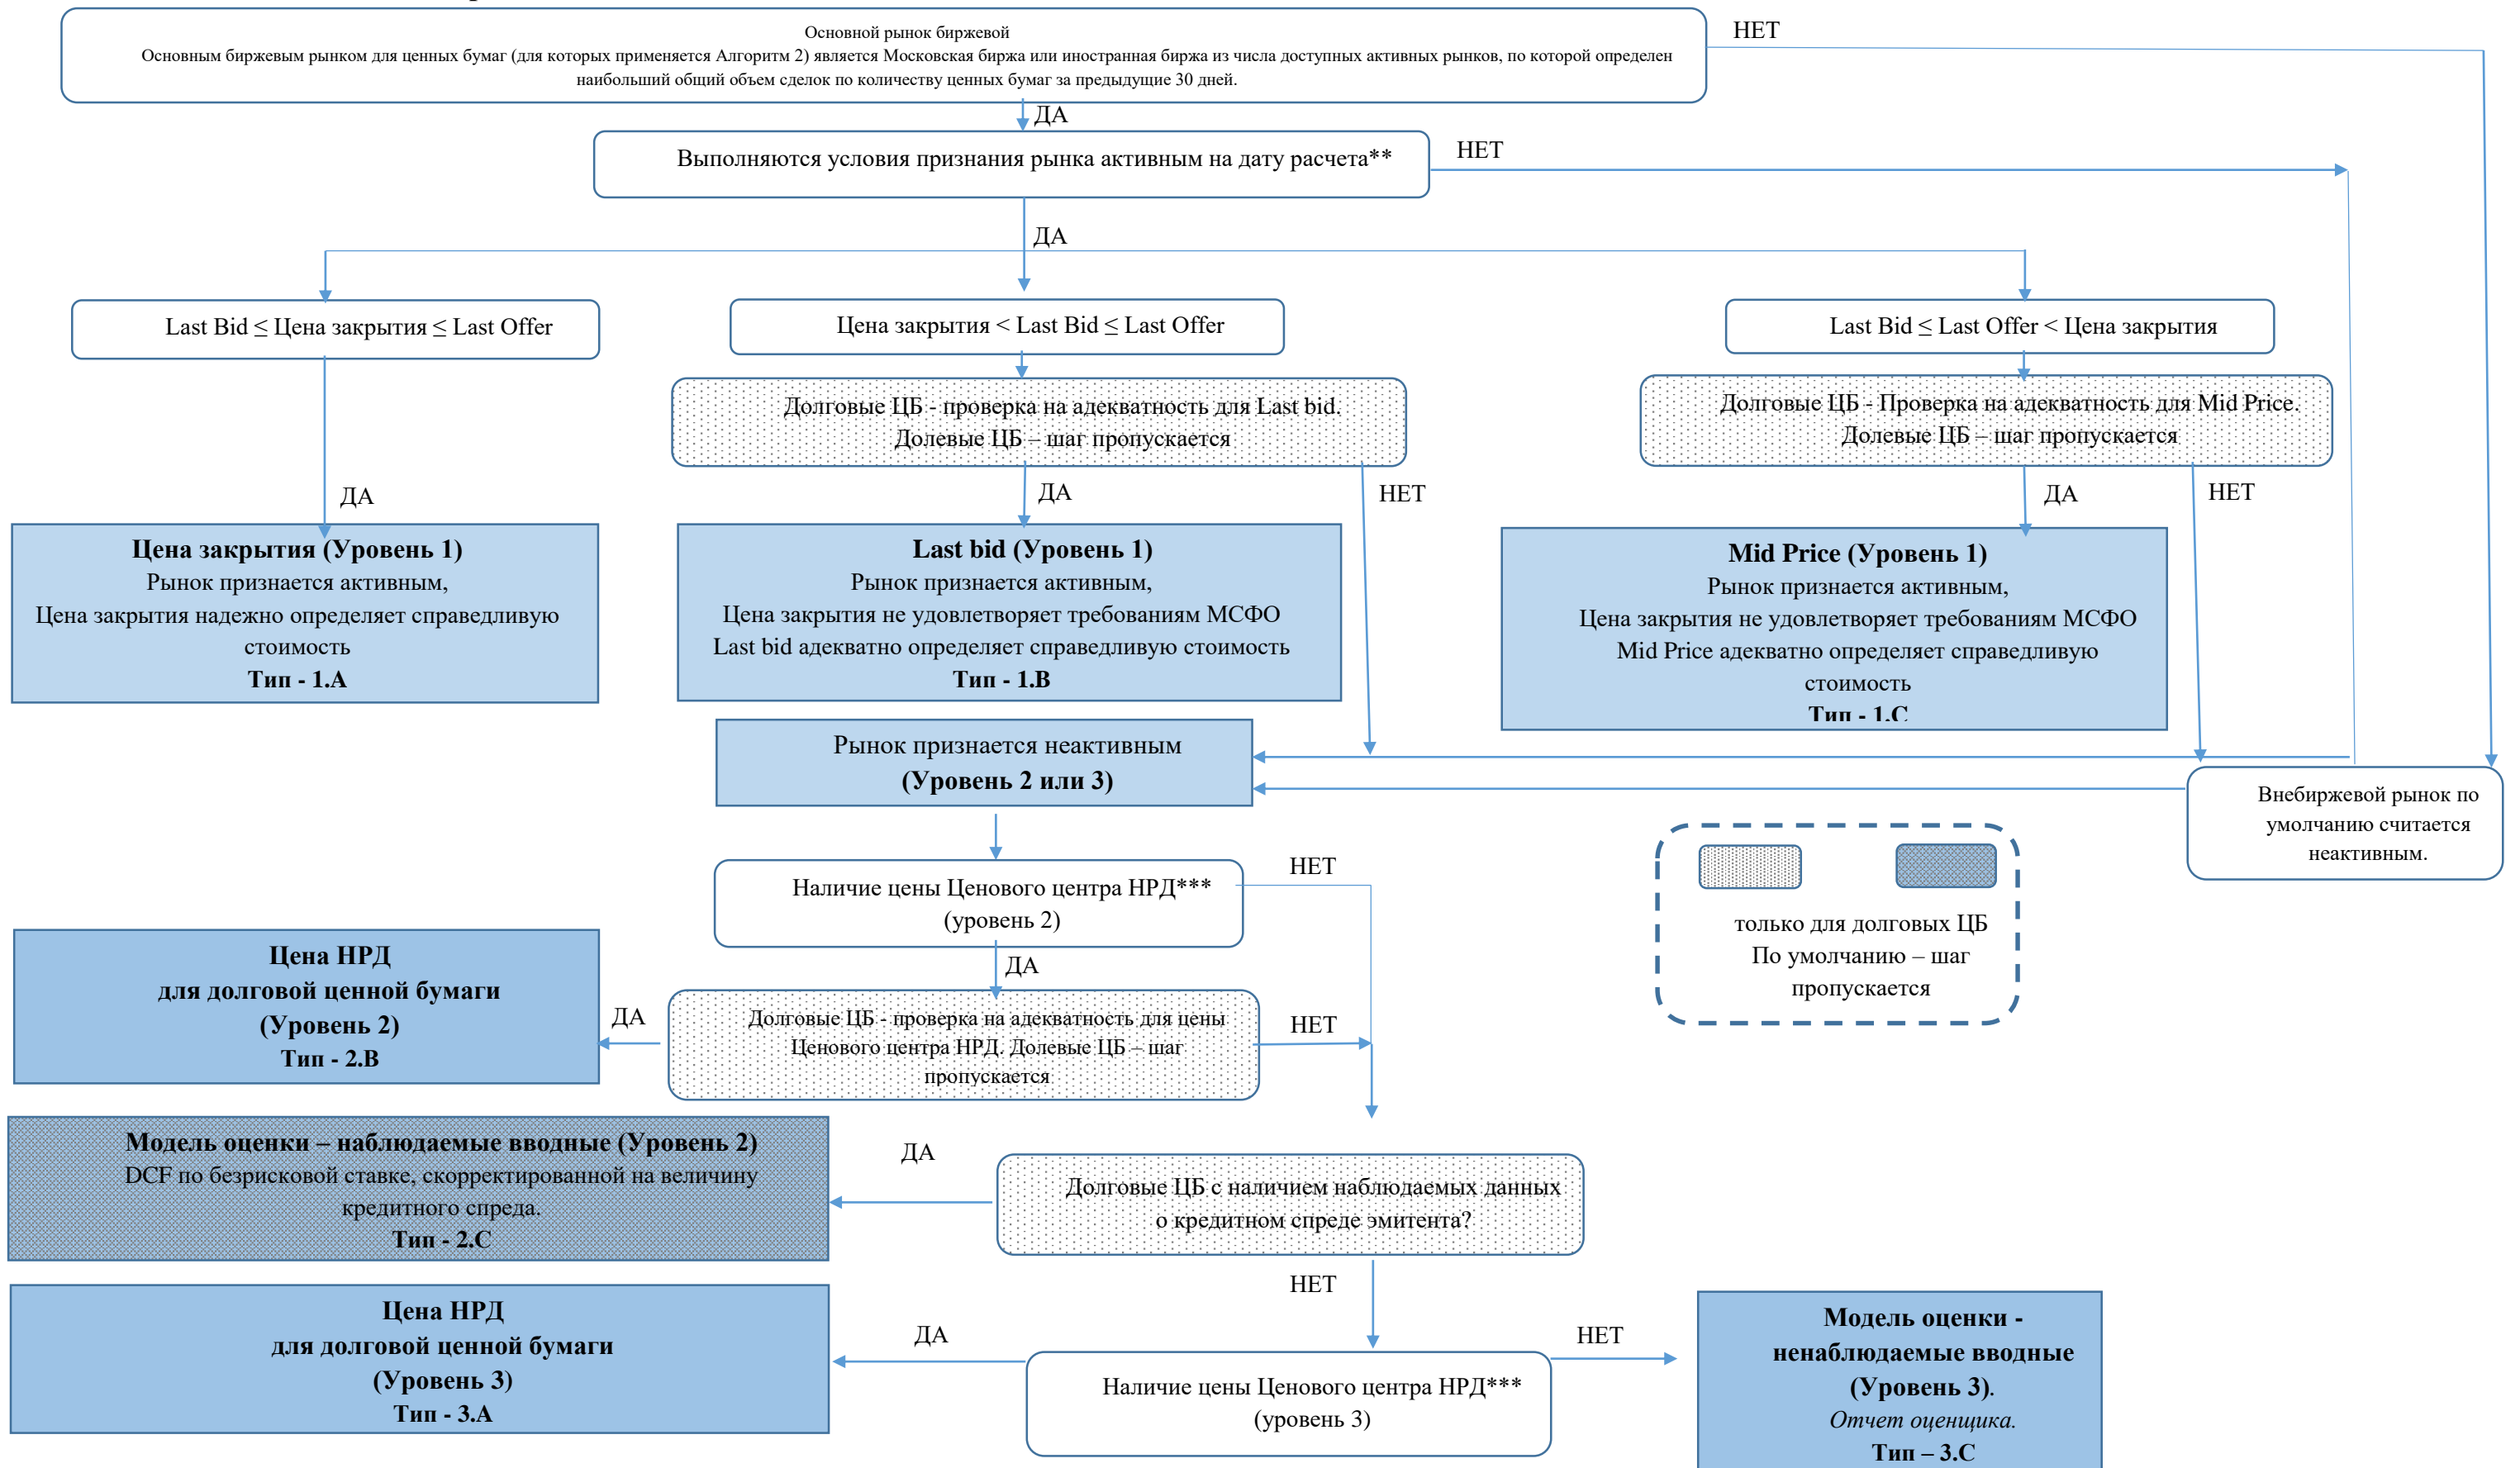 Основной рынок биржевой
Основным биржевым рынком для ценных бумаг (для которых применяется Алгоритм 2) является Московская биржа или иностранная биржа из числа доступных активных рынков, по которой определен
наибольший общий объем сделок по количеству ценных бумаг за предыдущие 30 дней.
НЕТ
ДА
Выполняются условия признания рынка активным на дату расчета**
НЕТ
ДА
Last Bid ≤ Цена закрытия ≤ Last Offer
Цена закрытия < Last Bid ≤ Last Offer
Last Bid ≤ Last Offer < Цена закрытия
Долговые ЦБ - проверка на адекватность для Last bid.
Долевые ЦБ – шаг пропускается
Долговые ЦБ - Проверка на адекватность для Mid Price.
Долевые ЦБ – шаг пропускается
ДА
ДА
НЕТ
ДА
НЕТ
Цена закрытия (Уровень 1)
Рынок признается активным,
Цена закрытия надежно определяет справедливую
стоимость
Тип - 1.A
Last bid (Уровень 1)
Рынок признается активным,
Цена закрытия не удовлетворяет требованиям МСФО
Last bid адекватно определяет справедливую стоимость
Тип - 1.B
Mid Price (Уровень 1)
Рынок признается активным,
Цена закрытия не удовлетворяет требованиям МСФО
Mid Price адекватно определяет справедливую
стоимость
Тип - 1.C
Рынок признается неактивным
(Уровень 2 или 3)
Внебиржевой рынок по
умолчанию считается
неактивным.
Наличие цены Ценового центра НРД***
(уровень 2)
НЕТ
ДА
только для долговых ЦБ
По умолчанию – шаг
пропускается
Цена НРД
для долговой ценной бумаги
(Уровень 2)
Тип - 2.B
ДА
Долговые ЦБ - проверка на адекватность для цены
Ценового центра НРД. Долевые ЦБ – шаг
пропускается
НЕТ
Модель оценки – наблюдаемые вводные (Уровень 2)
DCF по безрисковой ставке, скорректированной на величину
кредитного спреда.
Тип - 2.C
ДА
Долговые ЦБ с наличием наблюдаемых данных
о кредитном спреде эмитента?
НЕТ
Цена НРД
для долговой ценной бумаги
(Уровень 3)
Тип - 3.A
ДА
Наличие цены Ценового центра НРД***
(уровень 3)
НЕТ
Модель оценки -
ненаблюдаемые вводные
(Уровень 3).
Отчет оценщика.
Тип – 3.C